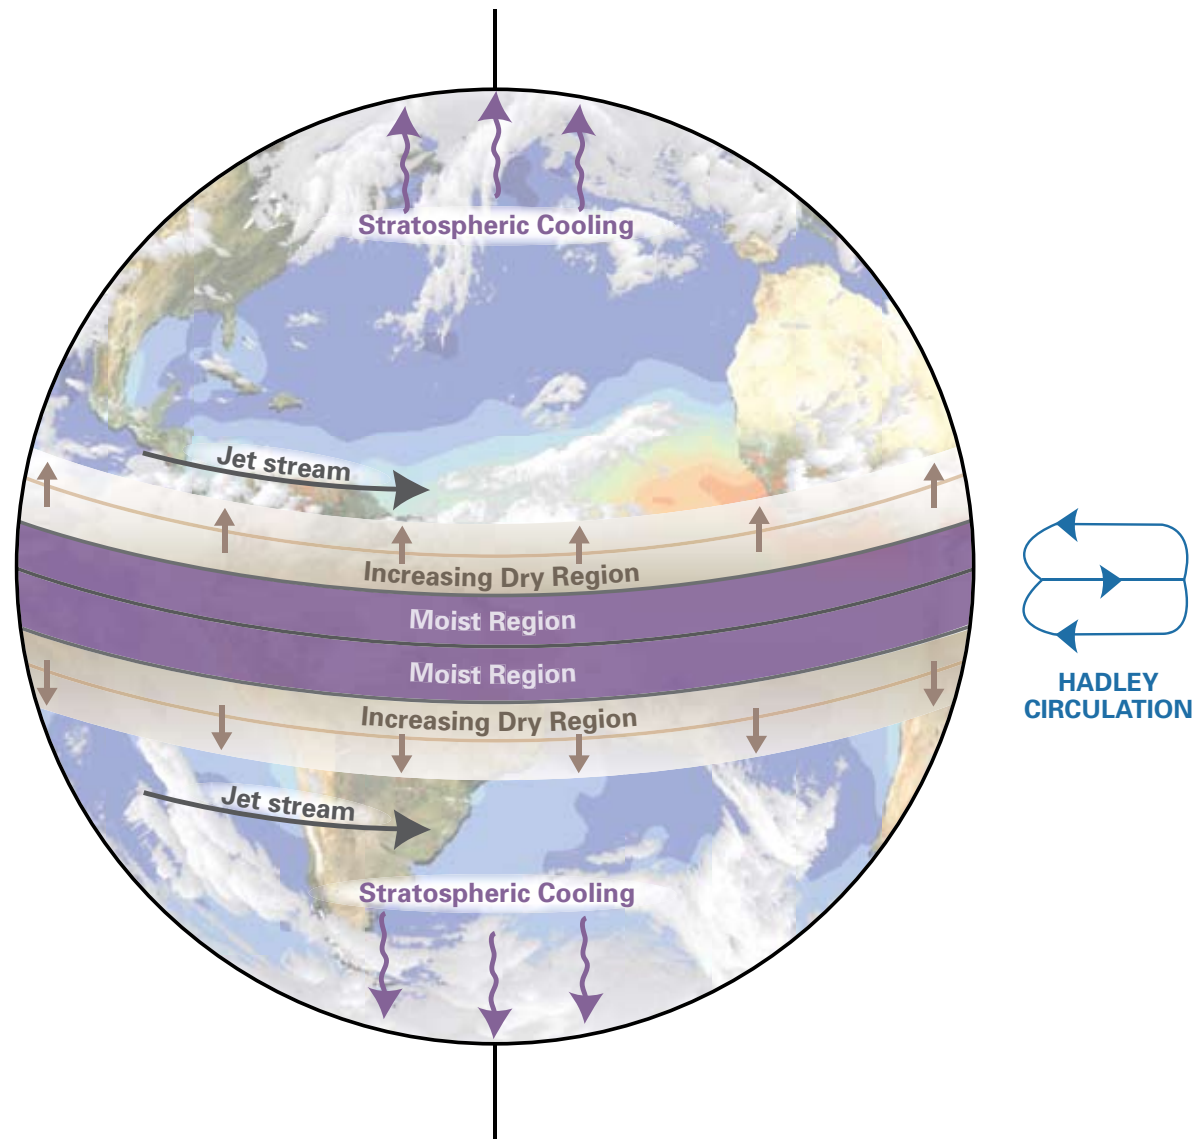 Stratospheric Cooling
Jet stream
Increasing Dry Region
Moist Region
Moist Region
Increasing Dry Region
HADLEY
CIRCULATION
Jet stream
Stratospheric Cooling